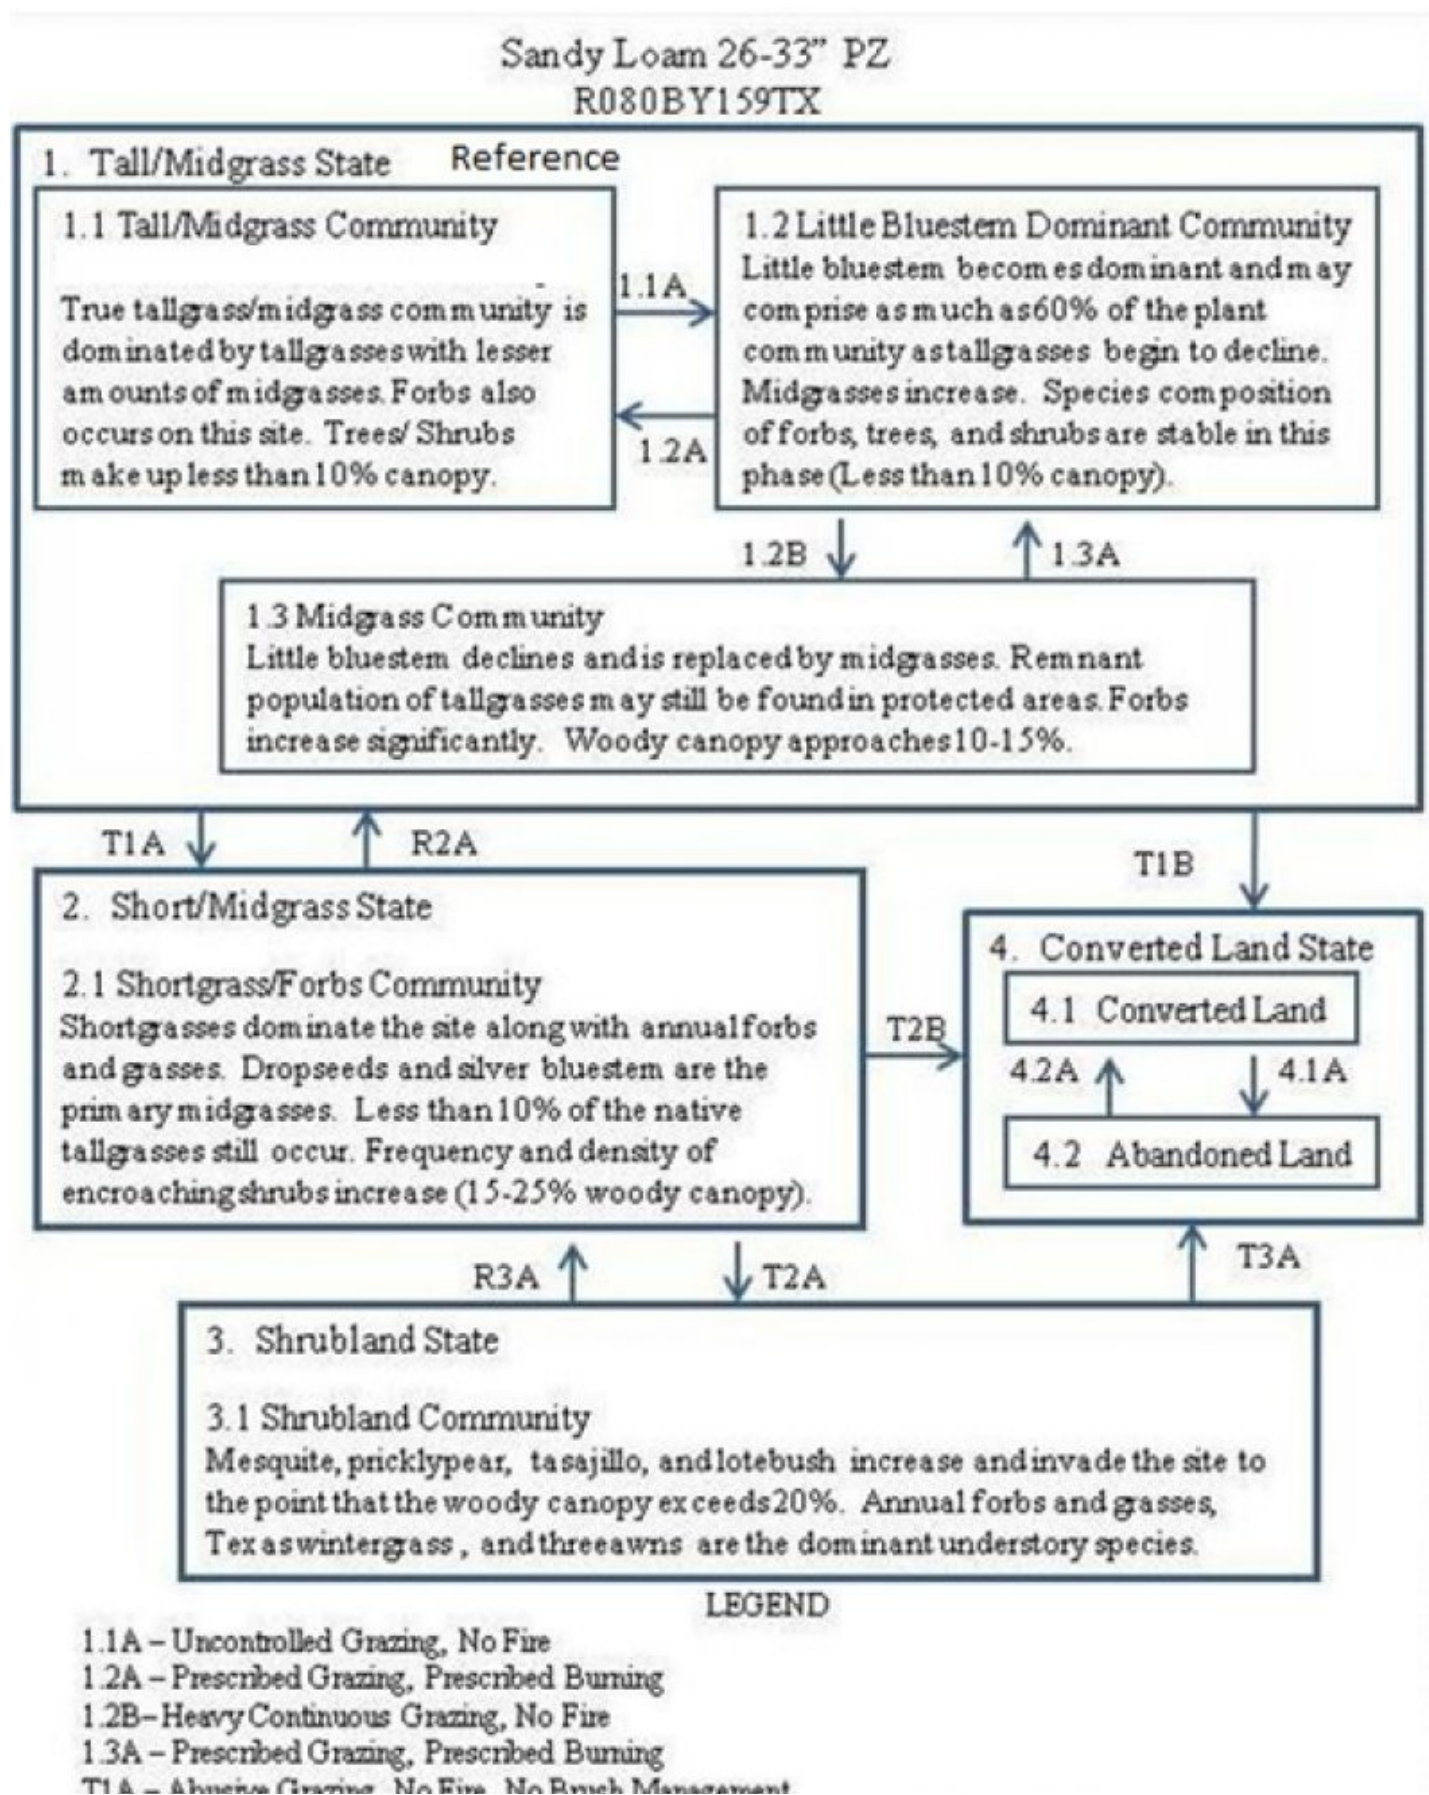 Sandy Loam 26-33” PZ
R080BY159TX
1. Tall/Midgrass State Reference
1.1 Tall/Midgrass Community
True tallgrass/midgrass community is
dominated by tallgrasses with lesser
amounts of midgrasses. Forbs also
occurs on this site. Trees/ Shrubs
make up less than 10% canopy.
1.1A
1.2A
1.2 Little Bluestem Dominant Community
Little bluestem becomes dominant and may
comprise as much as 60% of the plant
community as tallgrasses begin to decline.
Midgrasses increase. Species composition
of forbs, trees, and shrubs are stable in this
phase (Less than 10% canopy).
1.2B
1.3A
1.3 Midgrass Community
Little bluestem declines and is replaced by midgrasses. Remnant
population of tallgrasses may still be found in protected areas. Forbs
increase significantly. Woody canopy approaches 10-15%.
T1A
R2A
T1B
2. Short/Midgrass State
2.1 Shortgrass/Forbs Community
Shortgrasses dominate the site along with annual forbs
and grasses. Dropseeds and silver bluestem are the
primary midgrasses. Less than 10% of the native
tallgrasses still occur. Frequency and density of
encroaching shrubs increase (15-25% woody canopy).
T2B
4. Converted Land State
4.1 Converted Land
4.2A
4.1A
4.2 Abandoned Land
R3A
T2A
T3A
3. Shrubland State
3.1 Shrubland Community
Mesquite, pricklypear, tasajillo, and lotebush increase and invade the site to
the point that the woody canopy exceeds 20%. Annual forbs and grasses,
Texas wintergrass, and threeawns are the dominant understory species.
LEGEND
1.1A – Uncontrolled Grazing, No Fire
1.2A – Prescribed Grazing, Prescribed Burning
1.2B– Heavy Continuous Grazing, No Fire
1.3A – Prescribed Grazing, Prescribed Burning
T1A – Abusive Grazing, No Fire, No Brush Management